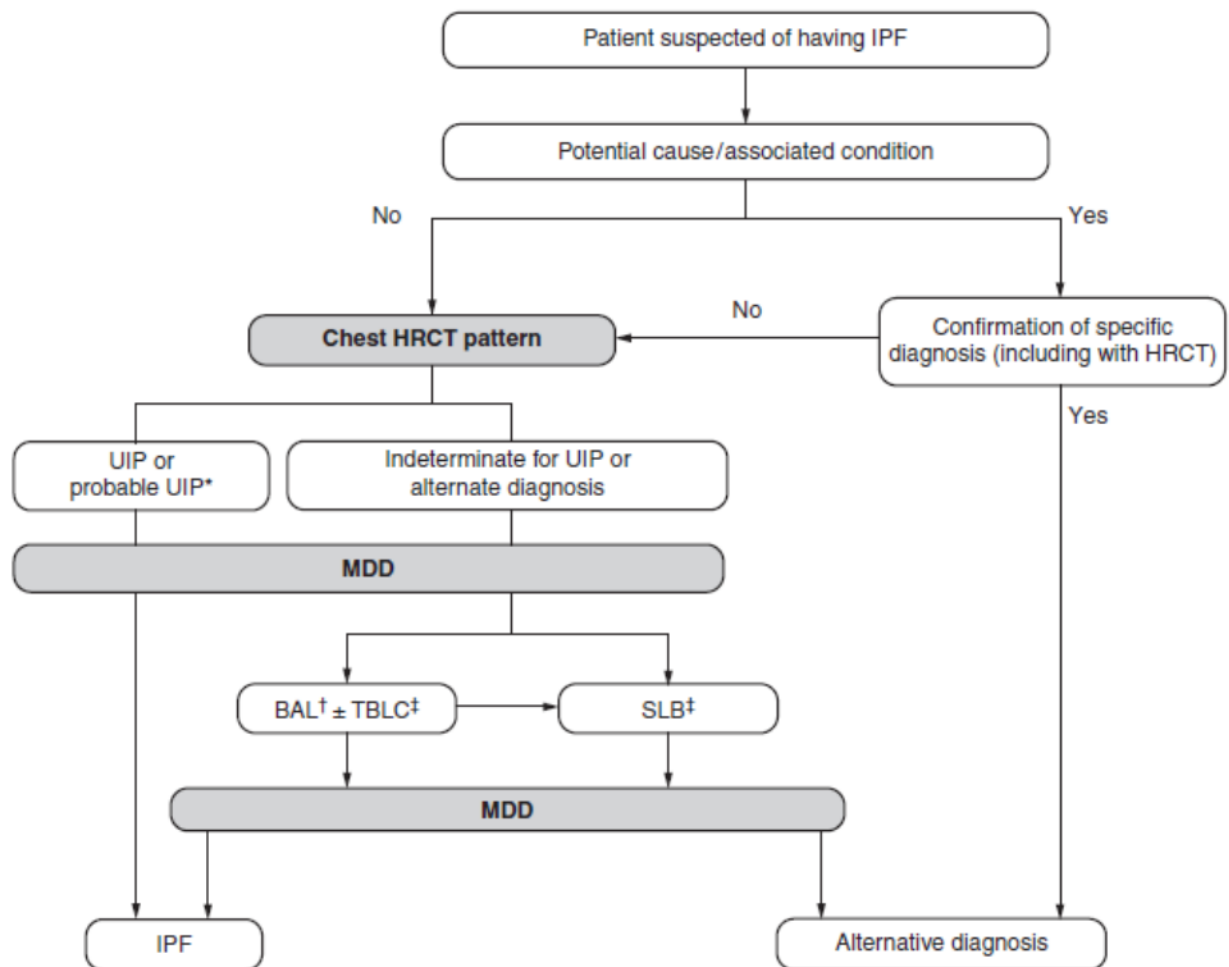 Patient suspected of having IPF
Potential cause/associated condition
No
Yes
Chest HRCT pattern
No
Confirmation of specific
diagnosis (including with HRCT)
Yes
UIP or
probable UIP*
Indeterminate for UIP or
alternate diagnosis
MDD
BAL† ± TBLC‡
SLB‡
MDD
IPF
Alternative diagnosis